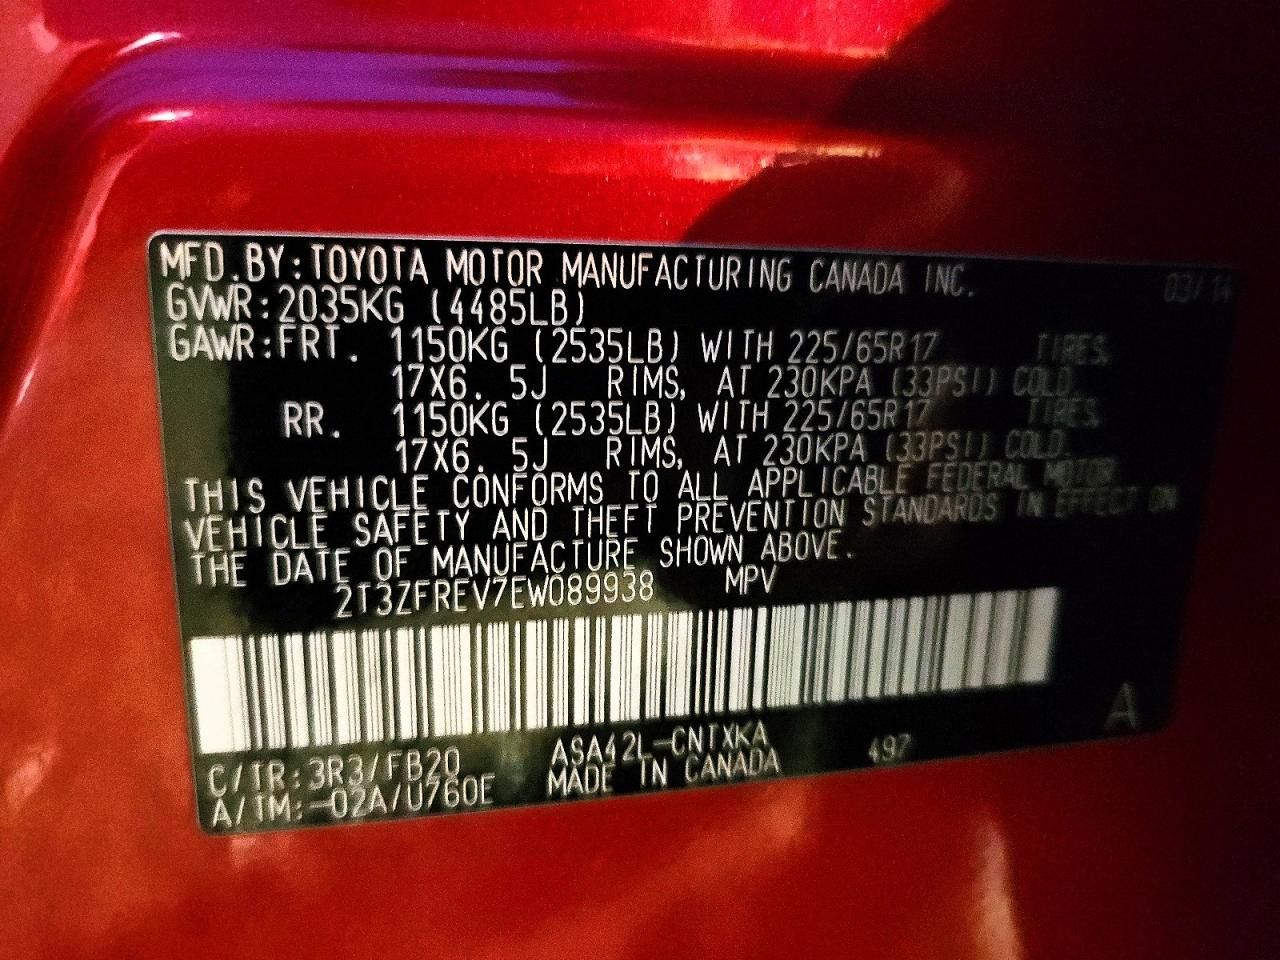 MFD.BY:TOYOTA MOTOR MANUFACTURING CANADA INC. 03/14
GVWR:2035KG (4485LB)
GAWR:FRT. 1150KG (2535LB) WITH 225/65R17 TIRES,
17X6. 5J RIMS, AT 230KPA (33PSI) COLD.
RR. 1150KG (2535LB) WITH 225/65R17 TIRES,
17X6. 5J RIMS, AT 230KPA (33PSI) COLD.
THIS VEHICLE CONFORMS TO ALL APPLICABLE FEDERAL MOTOR
VEHICLE SAFETY AND THEFT PREVENTION STANDARDS IN EFFECT ON
THE DATE OF MANUFACTURE SHOWN ABOVE.
2T3ZFREV7EW089938 MPV
A
C/TR:3R3/FB20 ASA42L-CNTXKA 497
A/TM:-02A/U760E MADE IN CANADA